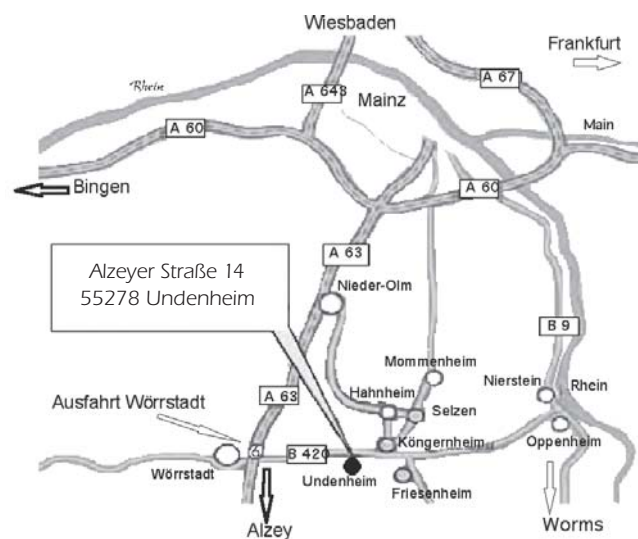 Wiesbaden
Frankfurt
A 67
Rhein
A 643
Mainz
A 60
Main
Bingen
A 60
Alzeyer Straße 14
55278 Undenheim
A 63
Nieder-Olm
B 9
Mommenheim
A 63
Hahnheim
Nierstein
Rhein
Ausfahrt Wörrstadt
Selzen
Oppenheim
Köngernheim
6
B 420
Wörrstadt
Undenheim
Friesenheim
Alzey
Worms